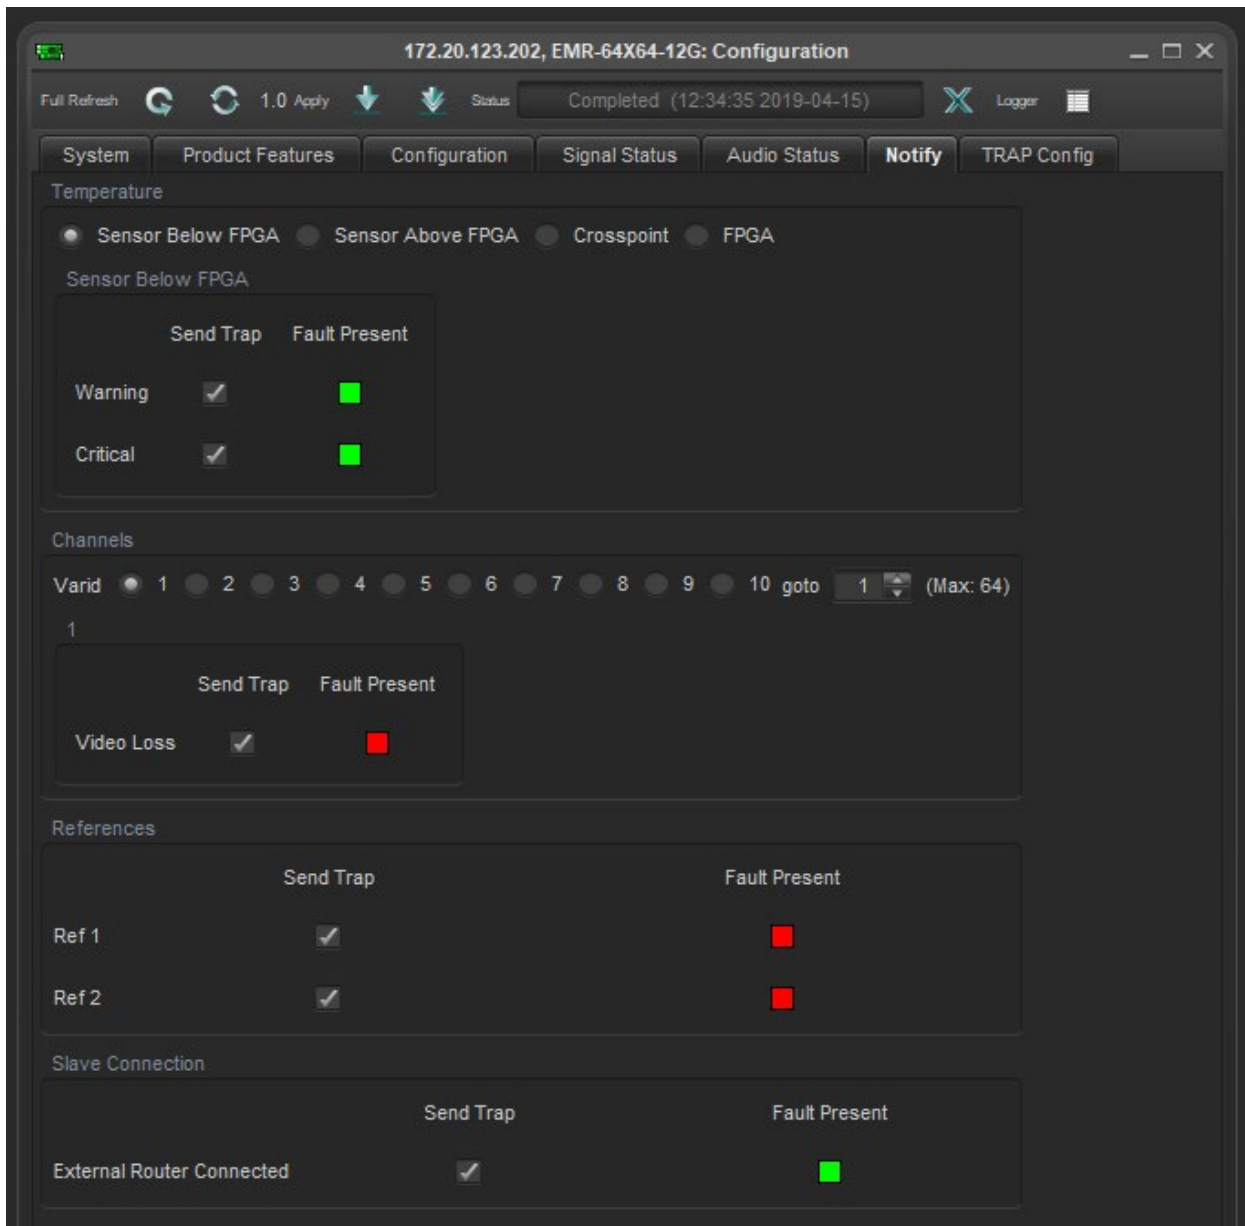 172.20.123.202, EMR-64X64-12G: Configuration
Full Refresh 1.0 Apply Status Completed (12:34:35 2019-04-15) Logger
System Product Features Configuration Signal Status Audio Status Notify TRAP Config
Temperature
Sensor Below FPGA Sensor Above FPGA Crosspoint FPGA
Sensor Below FPGA
Send Trap Fault Present
Warning
Critical
Channels
Varid 1 2 3 4 5 6 7 8 9 10 goto 1 (Max: 64)
1
Send Trap Fault Present
Video Loss
References
Send Trap Fault Present
Ref 1
Ref 2
Slave Connection
Send Trap Fault Present
External Router Connected